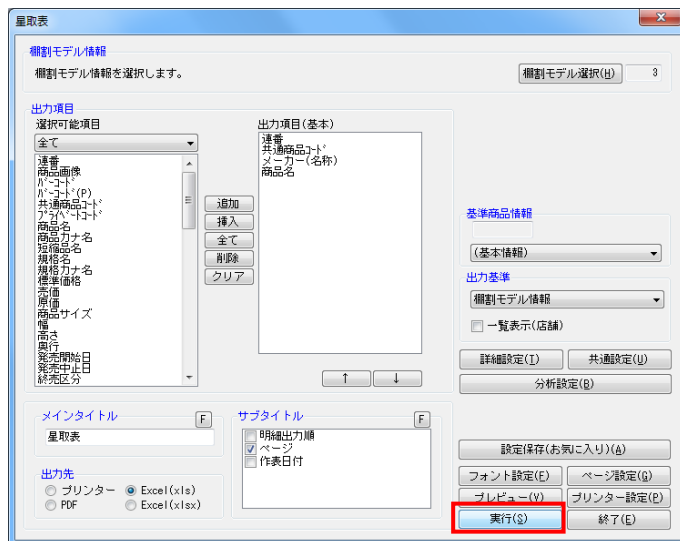 星取表
棚割モデル情報
棚割モデル情報を選択します。
棚割モデル選択(H) 3
出力項目
選択可能項目
全て
連番
商品画像
バーコード
バーコード(P)
共通商品コード
プライベートコード
商品名
商品カナ名
短縮品名
規格名
規格カナ名
標準価格
売価
原価
商品サイズ
幅
高さ
奥行
発売開始日
発売中止日
終売区分
追加
挿入
全て
削除
クリア
出力項目(基本)
連番
共通商品コード
メーカー(名称)
商品名
↑ ↓
基準商品情報
(基本情報)
出力基準
棚割モデル情報
一覧表示(店舗)
詳細設定(I) 共通設定(U)
分析設定(B)
メインタイトル F
星取表
サブタイトル F
明細出力順
ページ
作表日付
出力先
プリンター Excel(xls)
PDF Excel(xlsx)
設定保存(お気に入り)(A)
フォント設定(F) ページ設定(G)
プレビュー(V) プリンター設定(P)
実行(S) 終了(E)